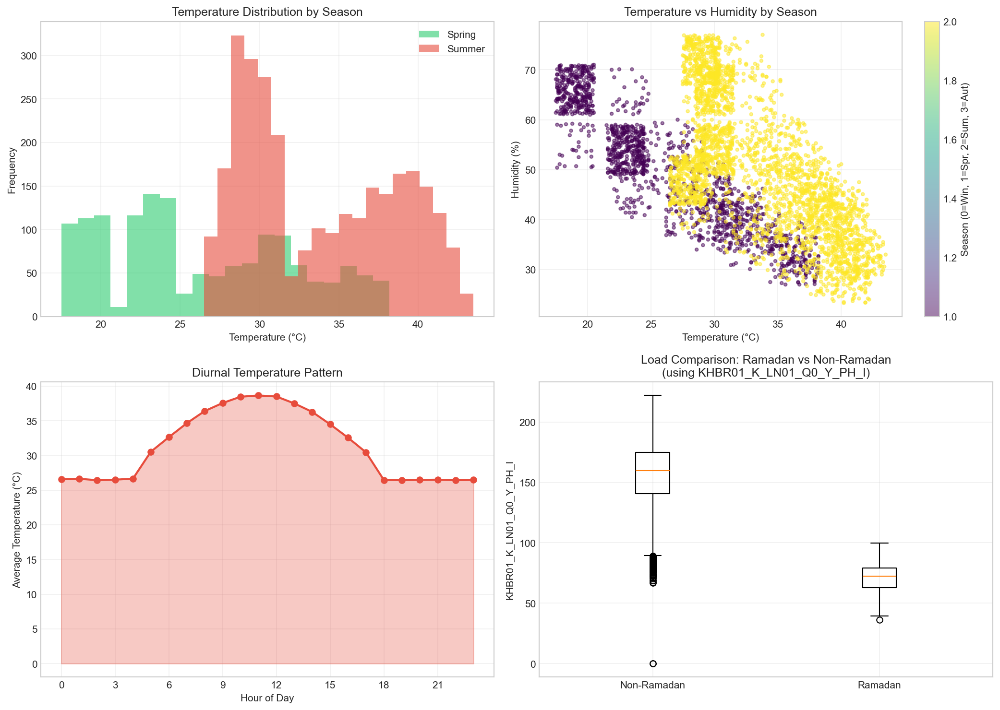 Temperature Distribution by Season
Frequency
300
250
200
150
100
50
0
20
25
30
35
40
Temperature (°C)
Spring
Summer
Temperature vs Humidity by Season
Humidity (%)
70
60
50
40
30
20
25
30
35
40
Temperature (°C)
2.0
1.8
1.6
1.4
1.2
1.0
Season (0=Win, 1=Spr, 2=Sum, 3=Aut)
Diurnal Temperature Pattern
Average Temperature (°C)
40
35
30
25
20
15
10
5
0
0
3
6
9
12
15
18
21
Hour of Day
Load Comparison: Ramadan vs Non-Ramadan
(using KHBR01_K_LN01_Q0_Y_PH_I)
KHBR01_K_LN01_Q0_Y_PH_I
200
150
100
50
0
Non-Ramadan
Ramadan